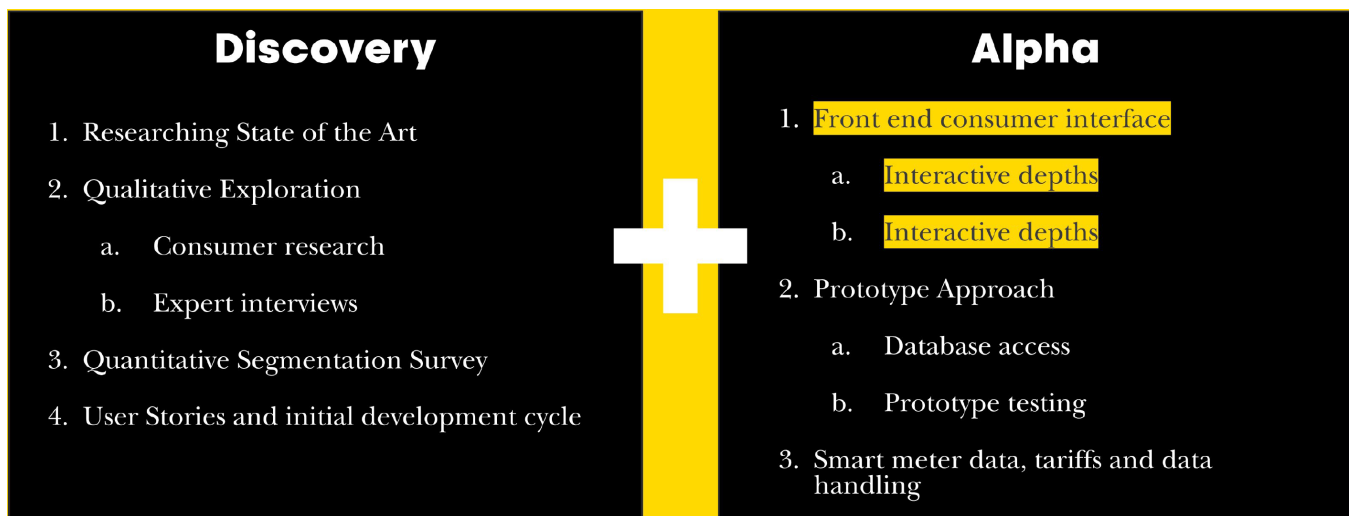 Discovery
1. Researching State of the Art
2. Qualitative Exploration
a. Consumer research
b. Expert interviews
3. Quantitative Segmentation Survey
4. User Stories and initial development cycle
Alpha
1. Front end consumer interface
a. Interactive depths
b. Interactive depths
2. Prototype Approach
a. Database access
b. Prototype testing
3. Smart meter data, tariffs and data
handling